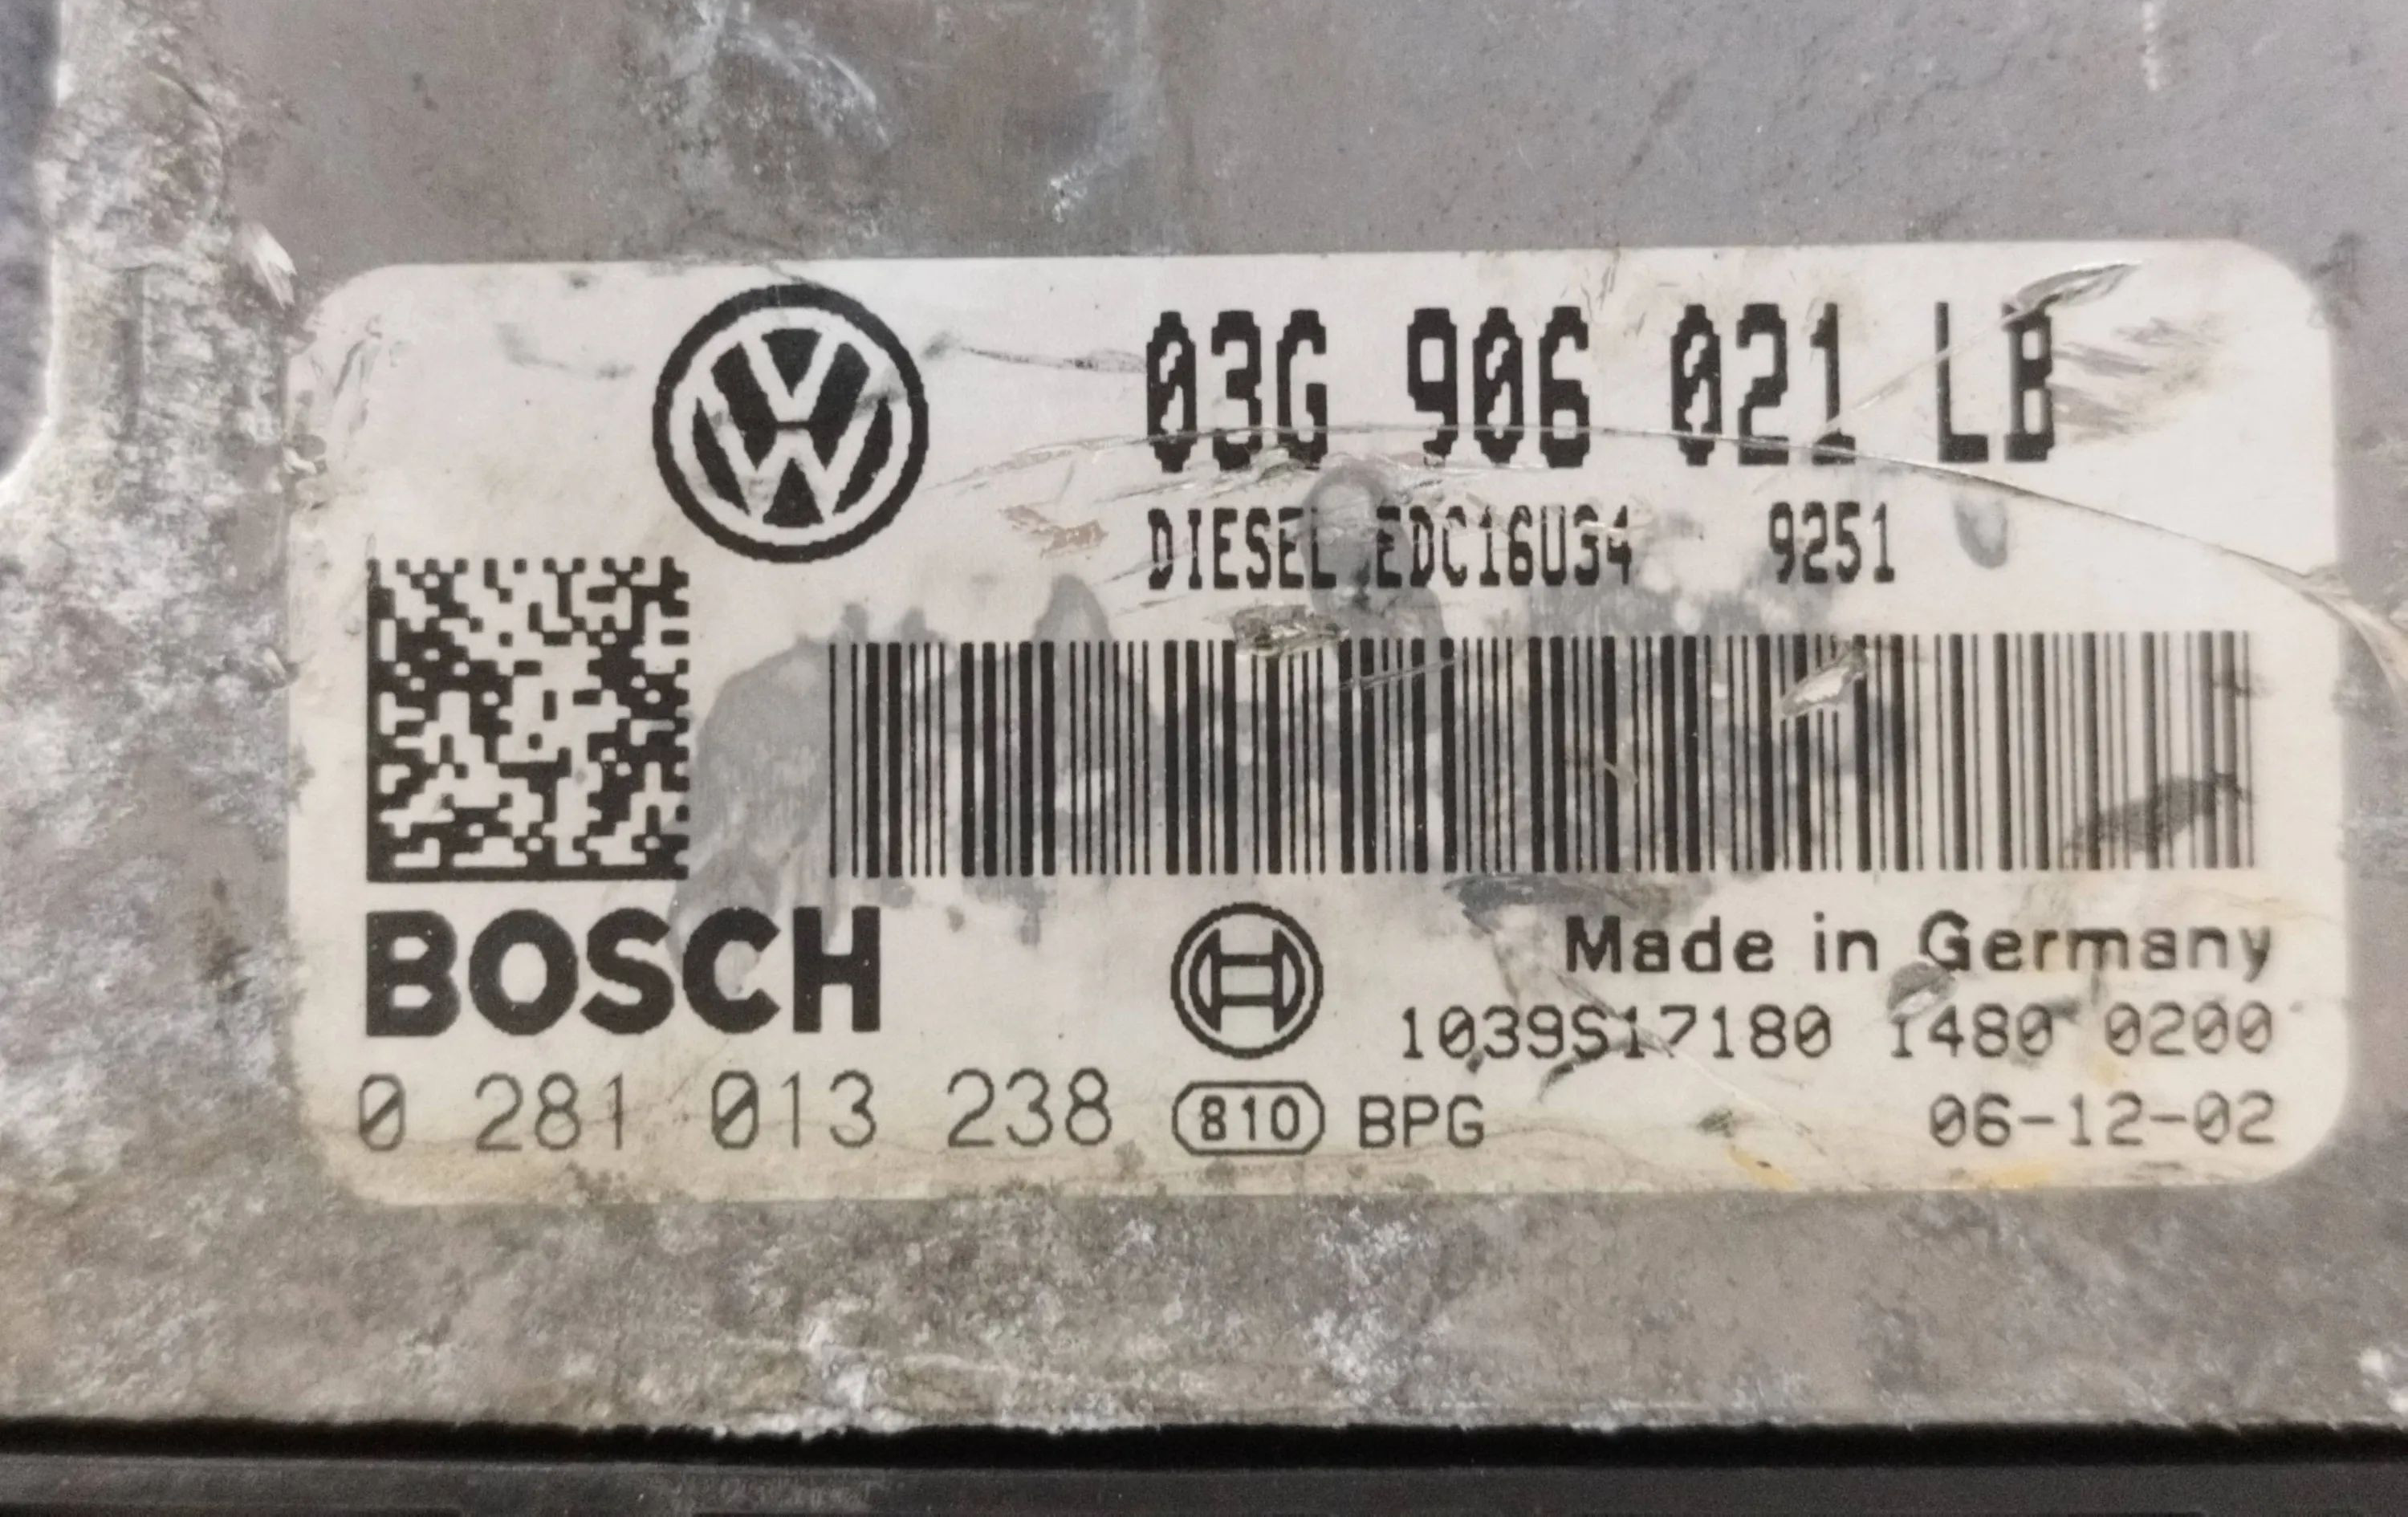 03G 906 021 LB
DIESEL EDC16U34 9251
BOSCH
Made in Germany
1039S17180 1480 0200
0 281 013 238 810 BPG 06-12-02